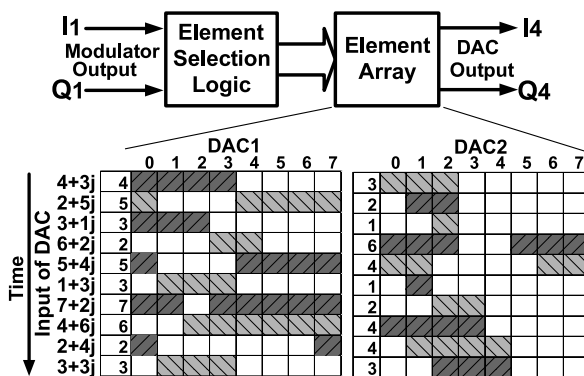 I1
Modulator Output
Q1
Element Selection Logic
Element Array
I4
DAC Output
Q4
DAC1
0 1 2 3 4 5 6 7
DAC2
0 1 2 3 4 5 6 7
Time
Input of DAC
4+3j 4 3
2+5j 5 2
3+1j 3 1
6+2j 2 6
5+4j 5 4
1+3j 3 1
7+2j 7 2
4+6j 6 4
2+4j 2 4
3+3j 3 3